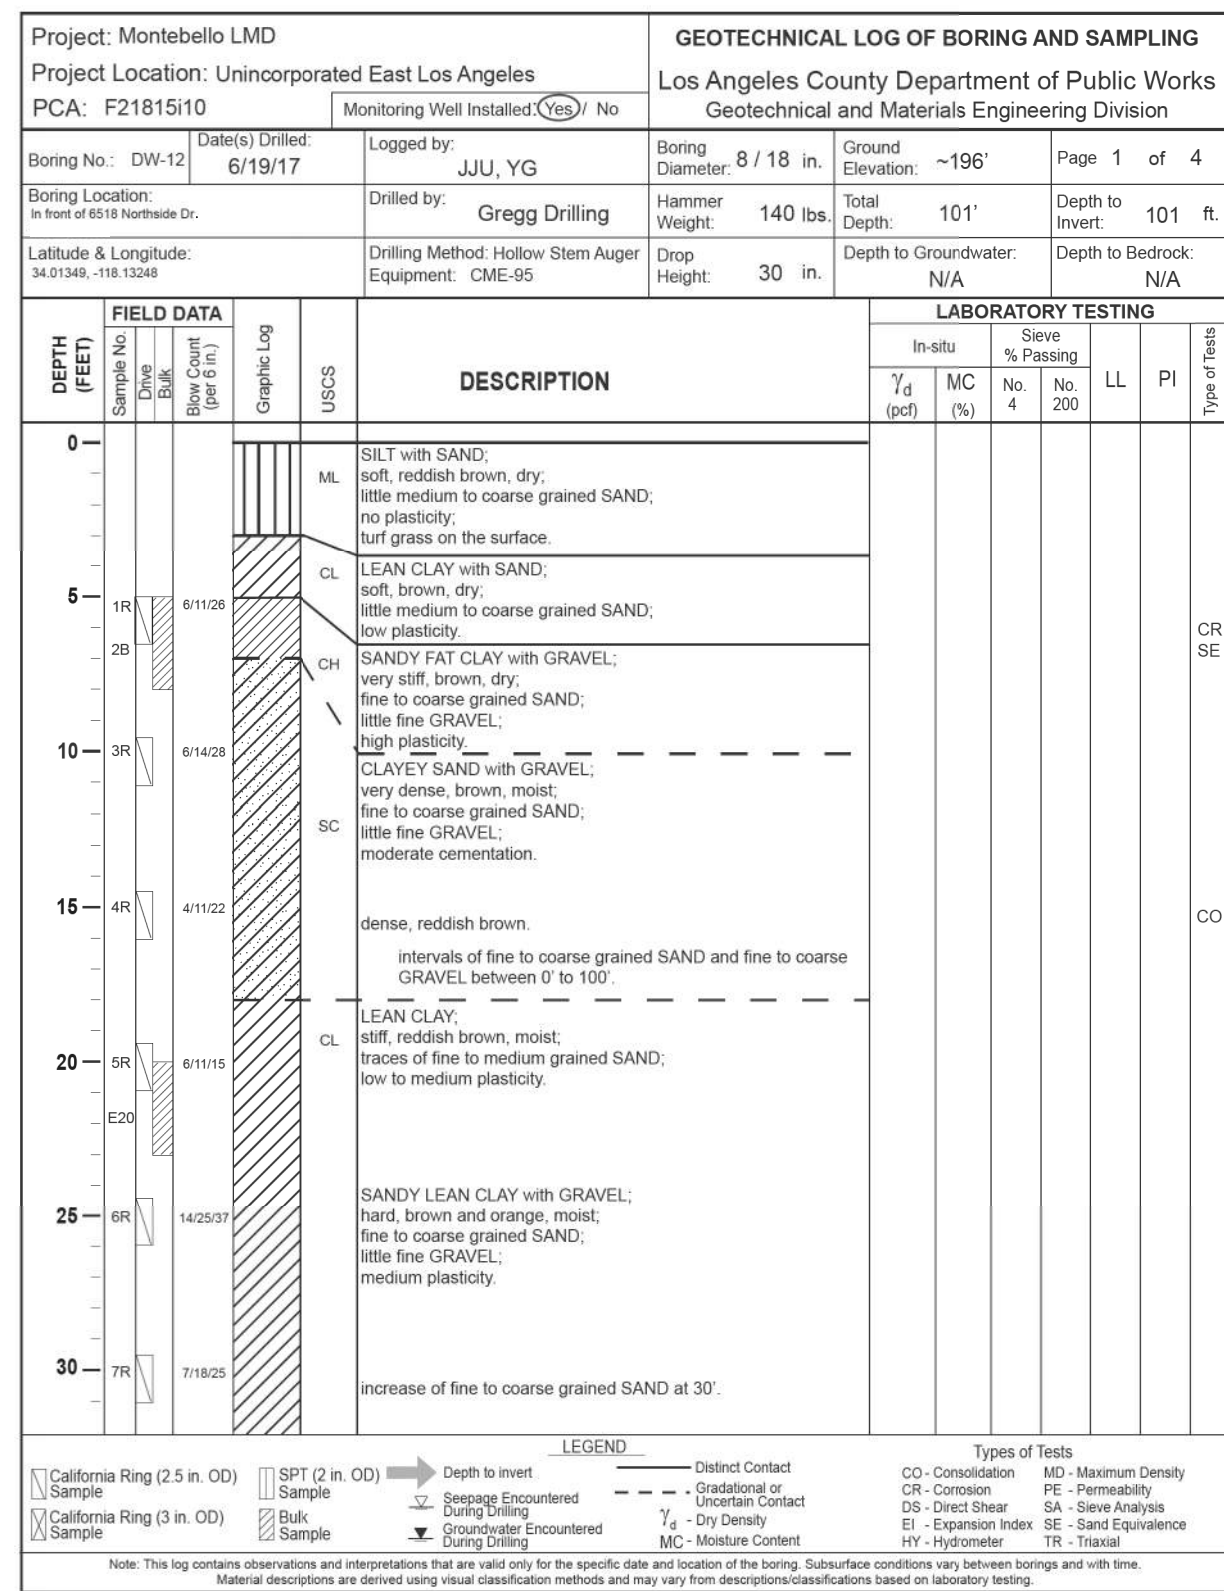 Project: Montebello LMD
Project Location: Unincorporated East Los Angeles
PCA: F21815i10
Monitoring Well Installed: Yes / No
GEOTECHNICAL LOG OF BORING AND SAMPLING
Los Angeles County Department of Public Works
Geotechnical and Materials Engineering Division
Boring No.: DW-12
Date(s) Drilled:
6/19/17
Logged by:
JJU, YG
Boring
Diameter: 8 / 18 in.
Ground
Elevation: ~196'
Page 1 of 4
Boring Location:
In front of 6518 Northside Dr.
Drilled by:
Gregg Drilling
Hammer
Weight: 140 lbs.
Total
Depth: 101'
Depth to
Invert: 101 ft.
Latitude & Longitude:
34.01349, -118.13248
Drilling Method: Hollow Stem Auger
Equipment: CME-95
Drop
Height: 30 in.
Depth to Groundwater:
N/A
Depth to Bedrock:
N/A
DEPTH
(FEET)
FIELD DATA
Sample No.
Drive
Bulk
Blow Count
(per 6 in.)
Graphic Log
USCS
DESCRIPTION
LABORATORY TESTING
In-situ
γd
(pcf)
MC
(%)
Sieve
% Passing
No.
4
No.
200
LL
PI
Type of Tests
0
ML
SILT with SAND;
soft, reddish brown, dry;
little medium to coarse grained SAND;
no plasticity;
turf grass on the surface.
CL
LEAN CLAY with SAND;
soft, brown, dry;
little medium to coarse grained SAND;
low plasticity.
5
1R
6/11/26
2B
CR
SE
CH
SANDY FAT CLAY with GRAVEL;
very stiff, brown, dry;
fine to coarse grained SAND;
little fine GRAVEL;
high plasticity.
10
3R
6/14/28
SC
CLAYEY SAND with GRAVEL;
very dense, brown, moist;
fine to coarse grained SAND;
little fine GRAVEL;
moderate cementation.
15
4R
4/11/22
CO
dense, reddish brown.
intervals of fine to coarse grained SAND and fine to coarse
GRAVEL between 0' to 100'.
CL
LEAN CLAY;
stiff, reddish brown, moist;
traces of fine to medium grained SAND;
low to medium plasticity.
20
5R
6/11/15
E20
25
6R
14/25/37
SANDY LEAN CLAY with GRAVEL;
hard, brown and orange, moist;
fine to coarse grained SAND;
little fine GRAVEL;
medium plasticity.
30
7R
7/18/25
increase of fine to coarse grained SAND at 30'.
LEGEND
California Ring (2.5 in. OD)
Sample
California Ring (3 in. OD)
Sample
SPT (2 in. OD)
Sample
Bulk
Sample
Depth to invert
Seepage Encountered
During Drilling
Groundwater Encountered
During Drilling
Distinct Contact
Gradational or
Uncertain Contact
γd - Dry Density
MC - Moisture Content
Types of Tests
CO - Consolidation
CR - Corrosion
DS - Direct Shear
EI - Expansion Index
HY - Hydrometer
MD - Maximum Density
PE - Permeability
SA - Sieve Analysis
SE - Sand Equivalence
TR - Triaxial
Note: This log contains observations and interpretations that are valid only for the specific date and location of the boring. Subsurface conditions vary between borings and with time.
Material descriptions are derived using visual classification methods and may vary from descriptions/classifications based on laboratory testing.